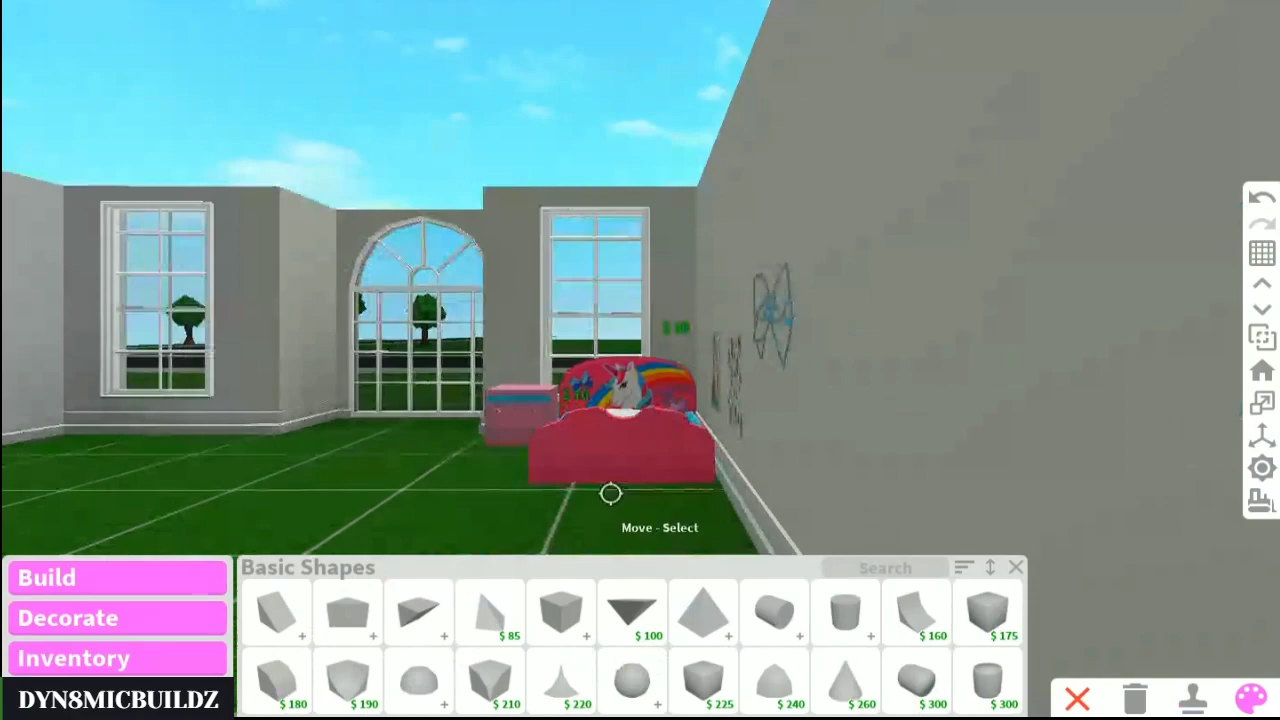 Move - Select
Basic Shapes
Search
Build
Decorate
Inventory
DYN8MICBUILDZ
+ + + $ 85 + $ 100 + + + $ 160 $ 175
$ 180 $ 190 + $ 210 $ 220 + $ 225 $ 240 $ 260 $ 300 $ 300